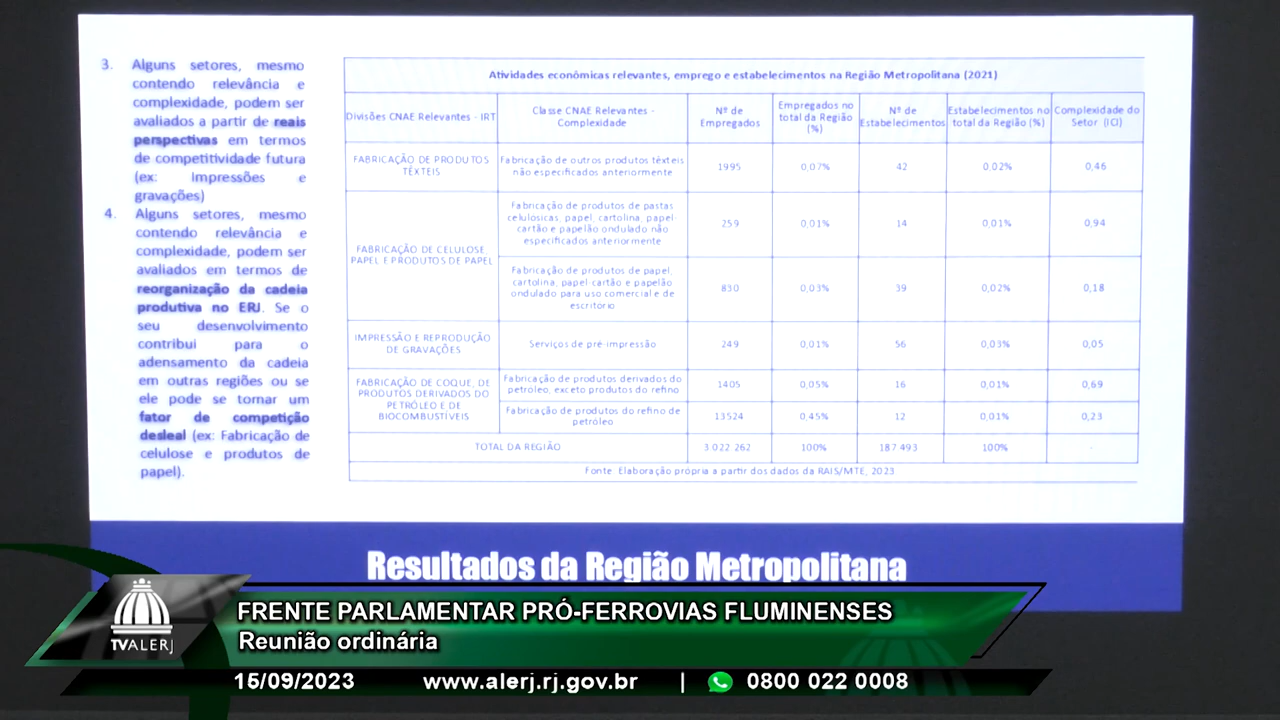 3. Alguns setores, mesmo
contendo relevância e
complexidade, podem ser
avaliados a partir de reais
perspectivas em termos
de competitividade futura
(ex: Impressões e
gravações)
4. Alguns setores, mesmo
contendo relevância e
complexidade, podem ser
avaliados em termos de
reorganização da cadeia
produtiva no ERJ. Se o
seu desenvolvimento
contribui para o
adensamento da cadeia
em outras regiões ou se
ele pode se tornar um
fator de competição
desleal (ex: Fabricação de
celulose e produtos de
papel).
Atividades econômicas relevantes, emprego e estabelecimentos na Região Metropolitana (2021)
Divisões CNAE Relevantes - IRT
Classe CNAE Relevantes -
Complexidade
Nº de
Empregados
Empregados no
total da Região
(%)
Nº de
Estabelecimentos
Estabelecimentos no
total da Região (%)
Complexidade do
Setor (ICI)
FABRICAÇÃO DE PRODUTOS
TÊXTEIS
Fabricação de outros produtos têxteis
não especificados anteriormente
1995
0,07%
42
0,02%
0,46
FABRICAÇÃO DE CELULOSE
PAPEL E PRODUTOS DE PAPEL
Fabricação de produtos de pastas
celulósicas, papel, cartolina, papel-
cartão e papelão ondulado não
especificados anteriormente
259
0,01%
14
0,01%
0,94
Fabricação de produtos de papel,
cartolina, papel-cartão e papelão
ondulado para uso comercial e de
escritório
830
0,03%
39
0,02%
0,18
IMPRESSÃO E REPRODUÇÃO
DE GRAVAÇÕES
Serviços de pré-impressão
249
0,01%
56
0,03%
0,05
FABRICAÇÃO DE COQUE, DE
PRODUTOS DERIVADOS DO
PETRÓLEO E DE
BIOCOMBUSTÍVEIS
Fabricação de produtos derivados do
petróleo, exceto produtos do refino
1405
0,05%
16
0,01%
0,69
Fabricação de produtos do refino de
petróleo
13524
0,45%
12
0,01%
0,23
TOTAL DA REGIÃO
3 022 262
100%
187 493
100%
-
Fonte: Elaboração própria a partir dos dados da RAIS/MTE, 2023
Resultados da Região Metropolitana
FRENTE PARLAMENTAR PRÓ-FERROVIAS FLUMINENSES
Reunião ordinária
TVALERJ
15/09/2023 www.alerj.rj.gov.br | 0800 022 0008